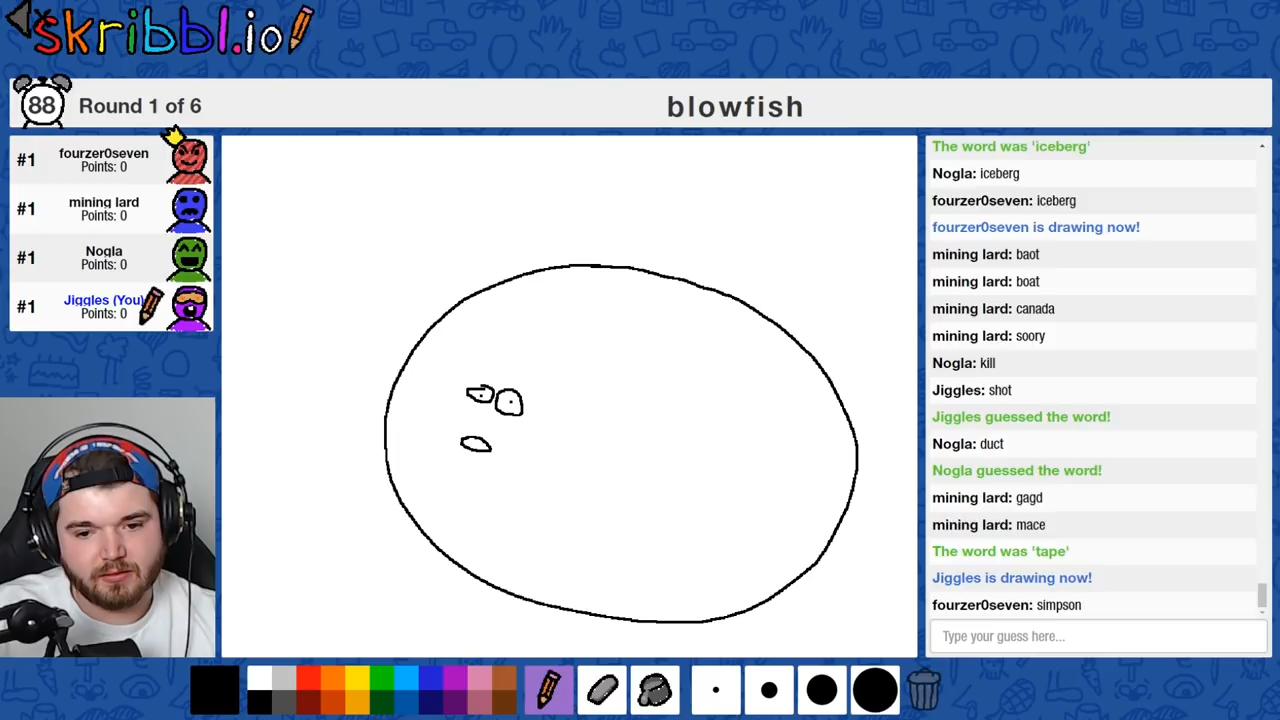 skribbl.io
88
Round 1 of 6
blowfish
#1
fourzer0seven
Points: 0
#1
mining lard
Points: 0
#1
Nogla
Points: 0
#1
Jiggles (You)
Points: 0
The word was 'iceberg'
Nogla: iceberg
fourzer0seven: iceberg
fourzer0seven is drawing now!
mining lard: baot
mining lard: boat
mining lard: canada
mining lard: soory
Nogla: kill
Jiggles: shot
Jiggles guessed the word!
Nogla: duct
Nogla guessed the word!
mining lard: gagd
mining lard: mace
The word was 'tape'
Jiggles is drawing now!
fourzer0seven: simpson
Type your guess here...